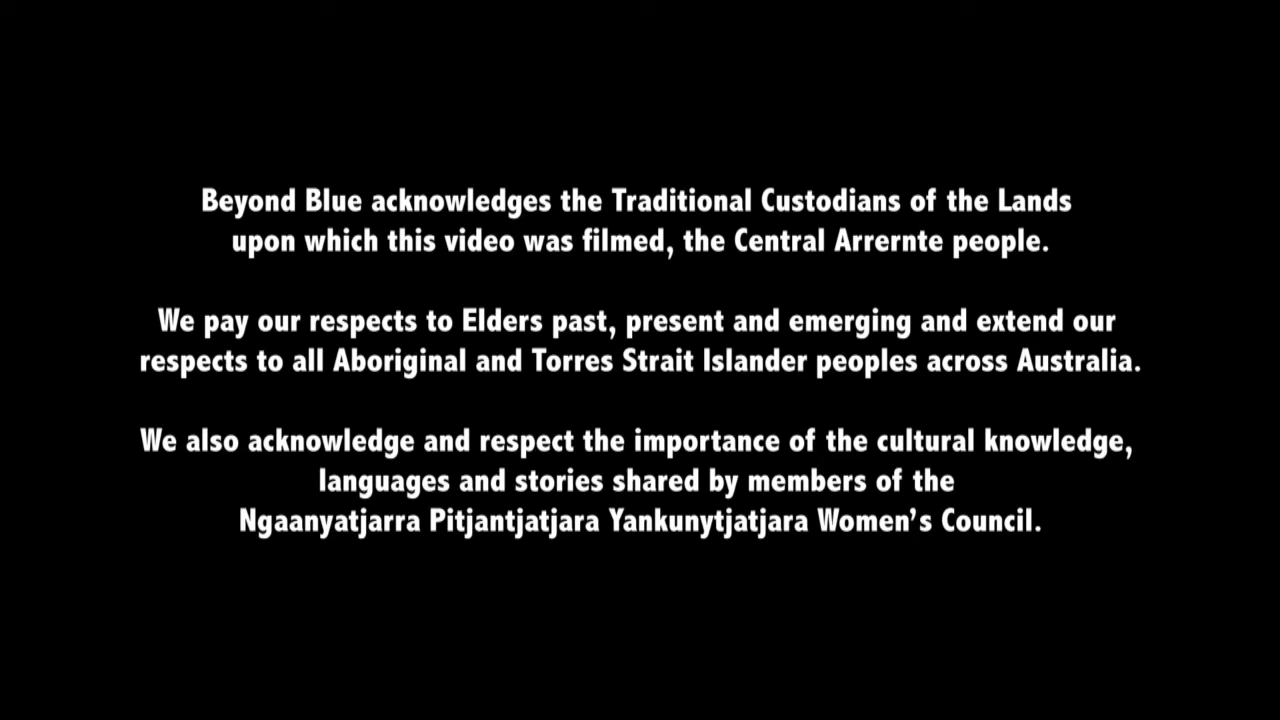 Beyond Blue acknowledges the Traditional Custodians of the Lands
upon which this video was filmed, the Central Arrernte people.
We pay our respects to Elders past, present and emerging and extend our
respects to all Aboriginal and Torres Strait Islander peoples across Australia.
We also acknowledge and respect the importance of the cultural knowledge,
languages and stories shared by members of the
Ngaanyatjarra Pitjantjatjara Yankunytjatjara Women’s Council.